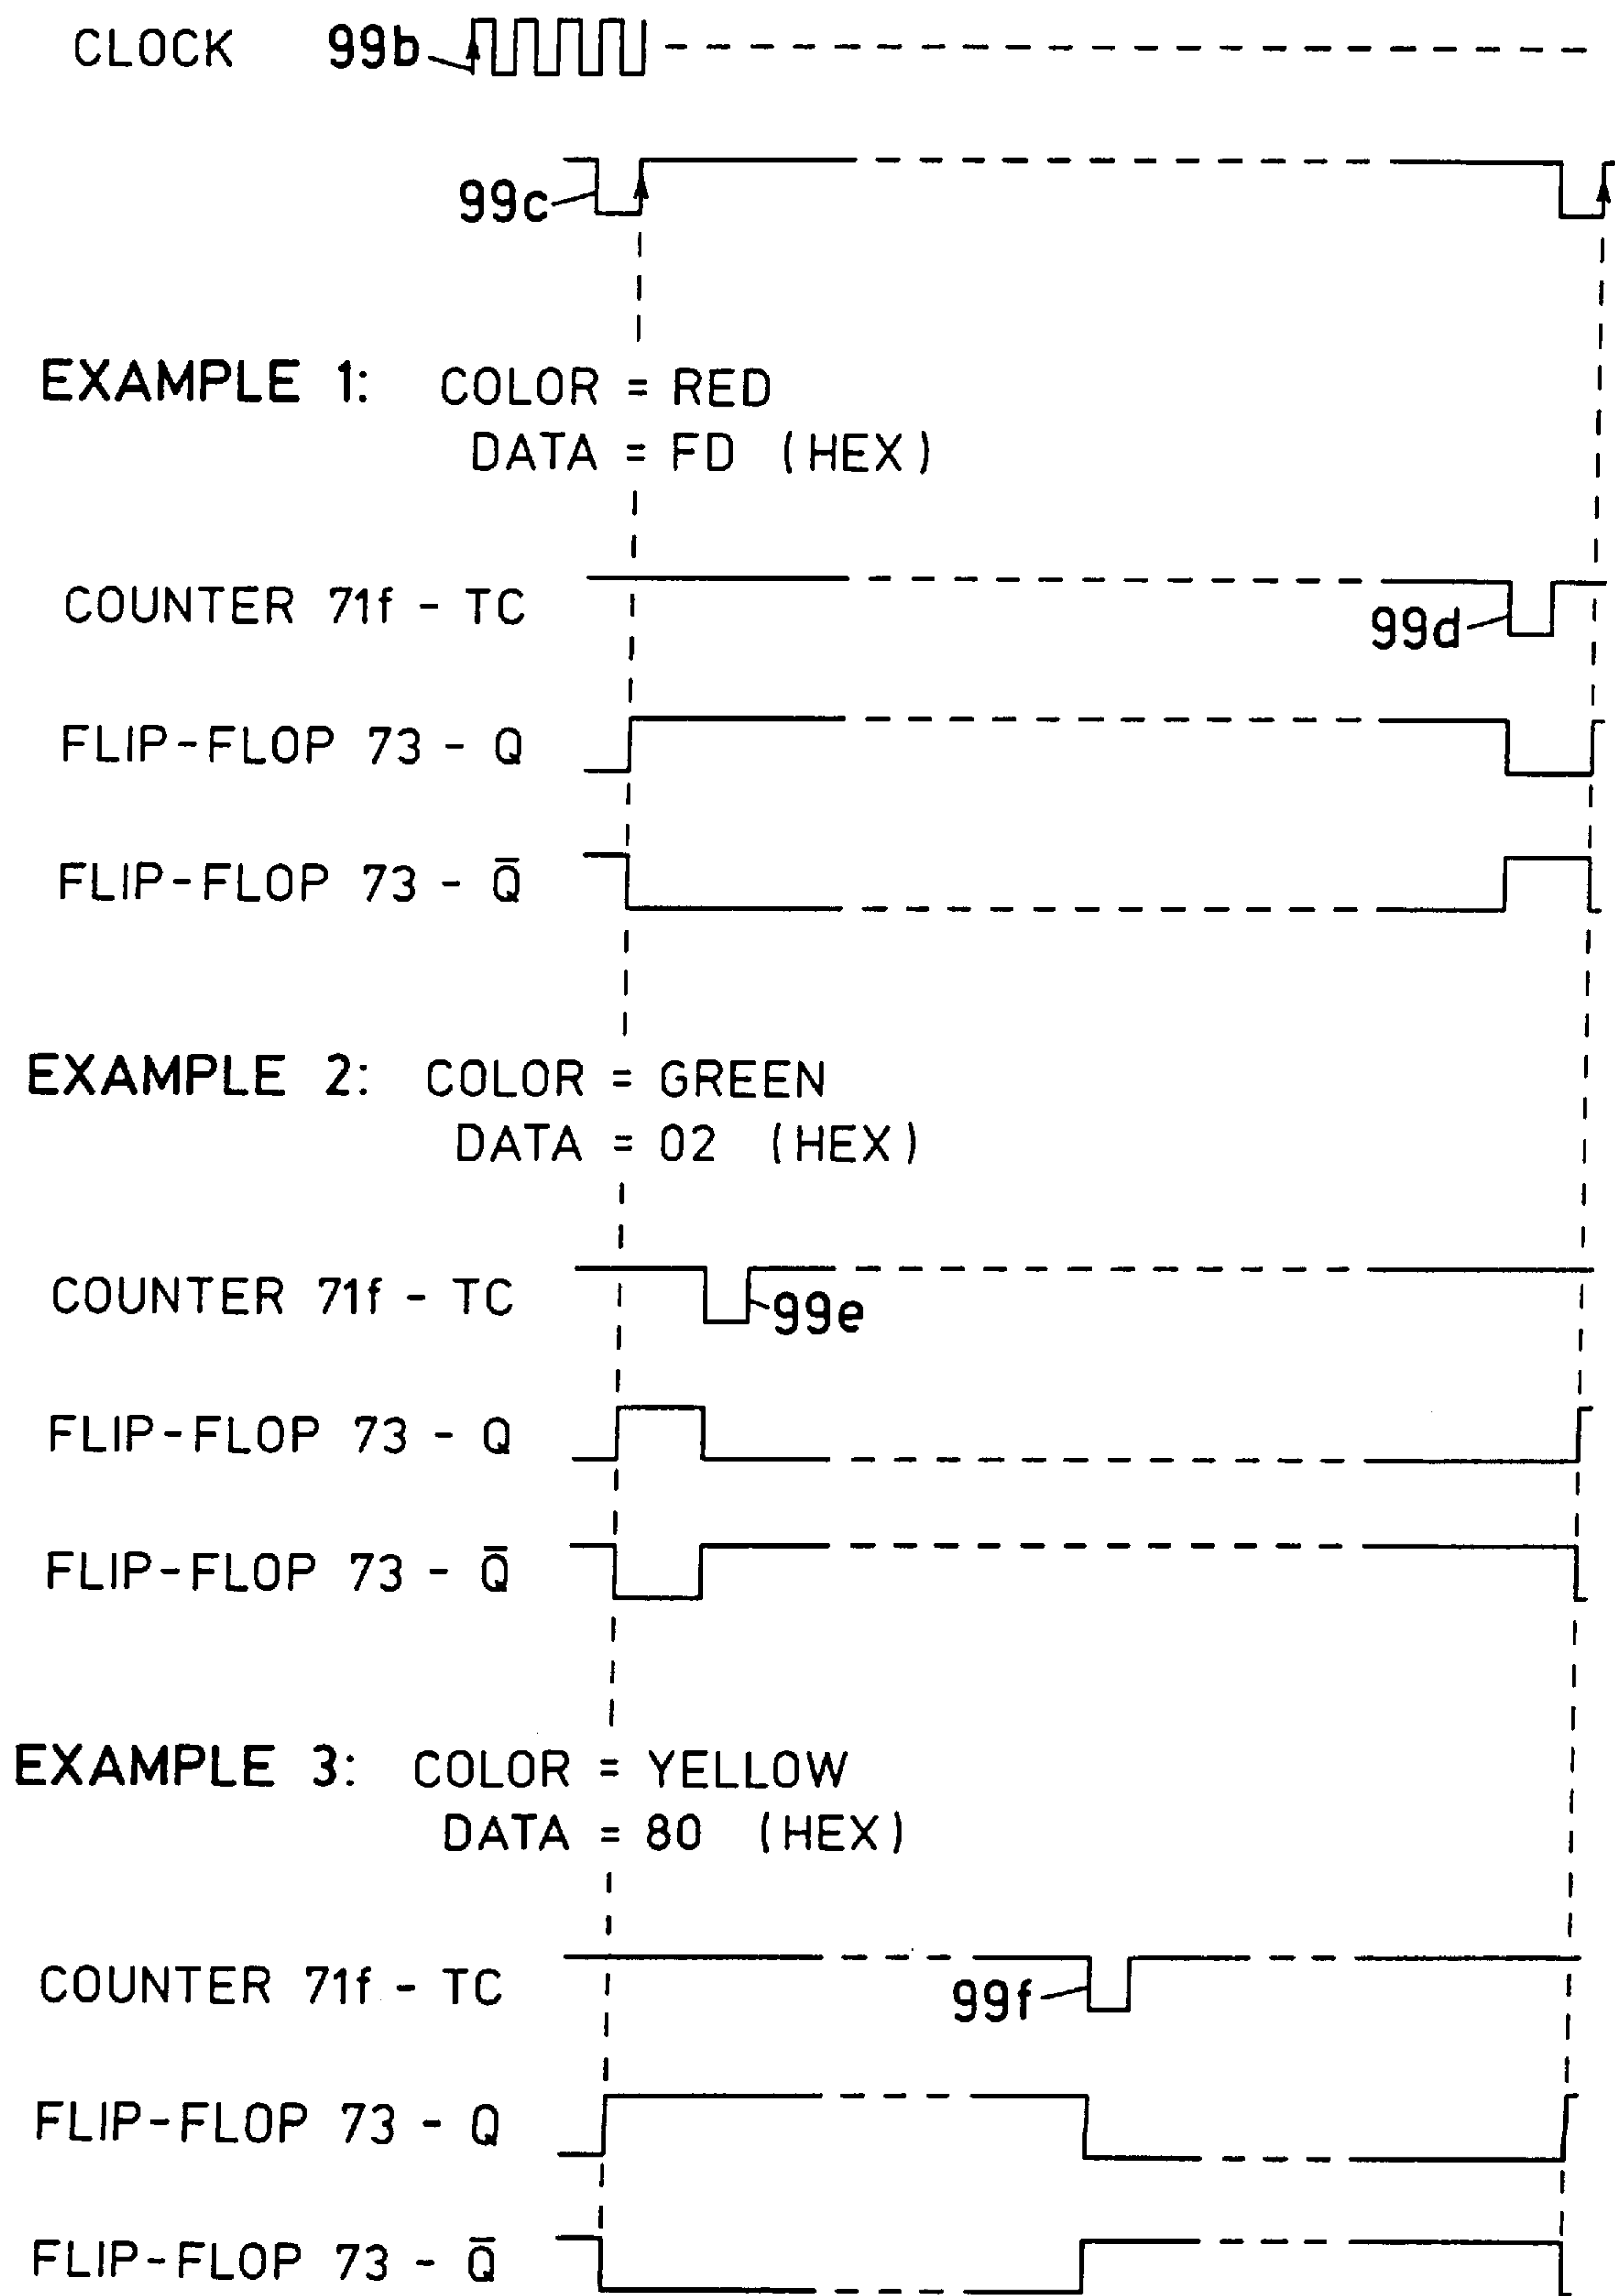 CLOCK 99b
99c
EXAMPLE 1: COLOR = RED
DATA = FD (HEX)
COUNTER 71f - TC
99d
FLIP-FLOP 73 - Q
FLIP-FLOP 73 - Q̅
EXAMPLE 2: COLOR = GREEN
DATA = 02 (HEX)
COUNTER 71f - TC
99e
FLIP-FLOP 73 - Q
FLIP-FLOP 73 - Q̅
EXAMPLE 3: COLOR = YELLOW
DATA = 80 (HEX)
COUNTER 71f - TC
99f
FLIP-FLOP 73 - Q
FLIP-FLOP 73 - Q̅